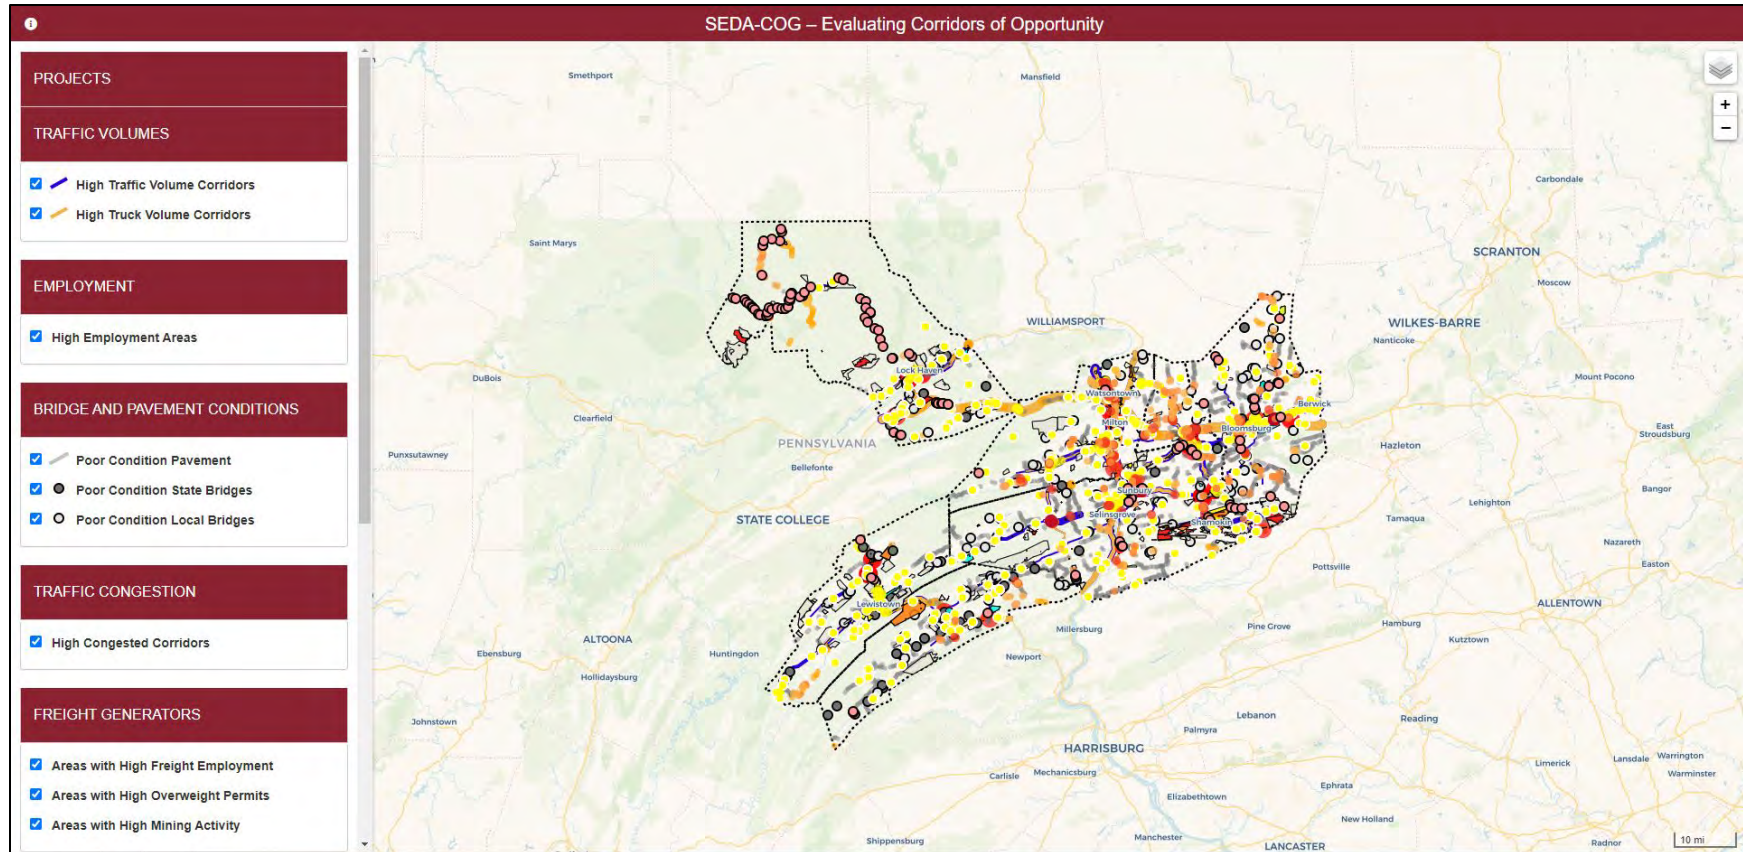 SEDA-COG – Evaluating Corridors of Opportunity
PROJECTS
TRAFFIC VOLUMES
High Traffic Volume Corridors
High Truck Volume Corridors
EMPLOYMENT
High Employment Areas
BRIDGE AND PAVEMENT CONDITIONS
Poor Condition Pavement
Poor Condition State Bridges
Poor Condition Local Bridges
TRAFFIC CONGESTION
High Congested Corridors
FREIGHT GENERATORS
Areas with High Freight Employment
Areas with High Overweight Permits
Areas with High Mining Activity
Smethport
Mansfield
+
−
Carbondale
Saint Marys
SCRANTON
Moscow
WILLIAMSPORT
WILKES-BARRE
Nanticoke
Lock Haven
DuBois
Mount Pocono
Watsontown
Berwick
Clearfield
Milton
Bloomsburg
East
Stroudsburg
PENNSYLVANIA
Hazleton
Punxsutawney
Bellefonte
Sunbury
Bangor
Lehighton
STATE COLLEGE
Selinsgrove
Shamokin
Tamaqua
Nazareth
Pottsville
Easton
Lewistown
ALLENTOWN
Millersburg
Pine Grove
Hamburg
ALTOONA
Kutztown
Ebensburg
Huntingdon
Newport
Hollidaysburg
Johnstown
Lebanon
Reading
Palmyra
HARRISBURG
Lansdale
Warrington
Limerick
Carlisle
Mechanicsburg
Warminster
Ephrata
Elizabethtown
New Holland
Shippensburg
Manchester
LANCASTER
Radnor
10 mi